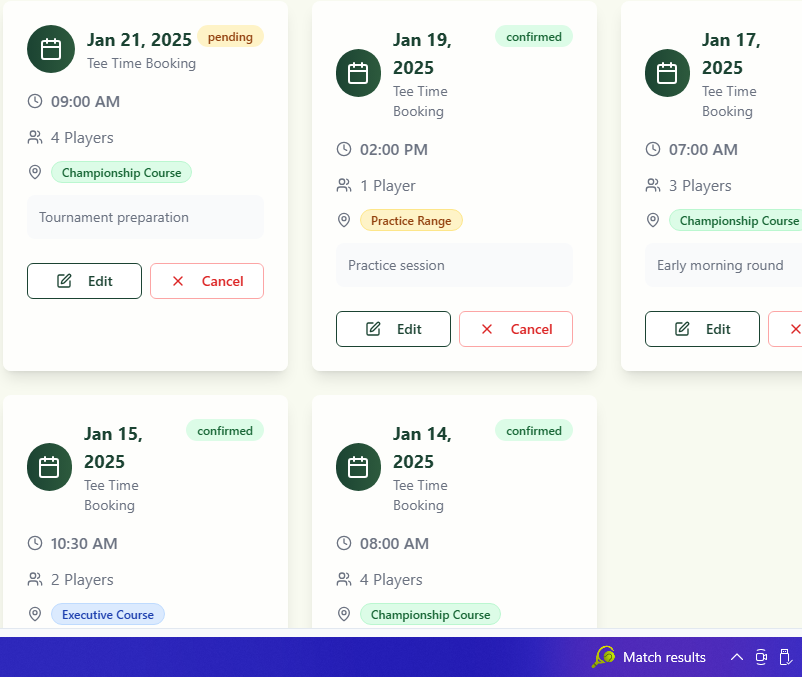 Jan 21, 2025
pending
Tee Time Booking
09:00 AM
4 Players
Championship Course
Tournament preparation
Edit
Cancel
Jan 19,
2025
confirmed
Tee Time
Booking
02:00 PM
1 Player
Practice Range
Practice session
Edit
Cancel
Jan 17,
2025
Tee Time
Booking
07:00 AM
3 Players
Championship Course
Early morning round
Edit
Jan 15,
2025
confirmed
Tee Time
Booking
10:30 AM
2 Players
Executive Course
Jan 14,
2025
confirmed
Tee Time
Booking
08:00 AM
4 Players
Championship Course
Match results